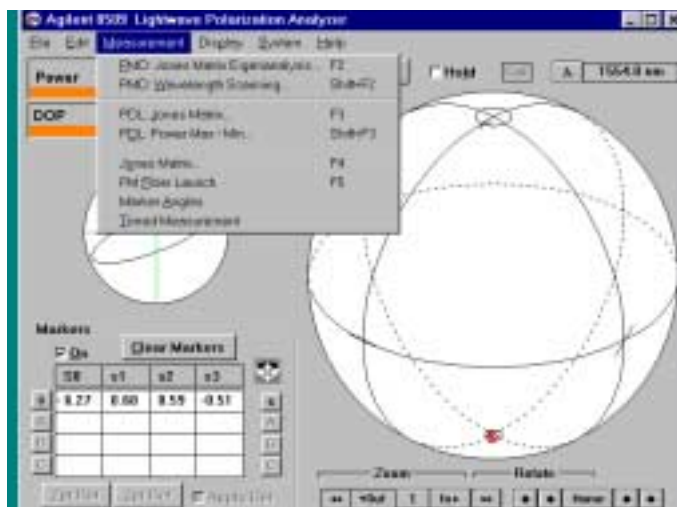 Agilent 8509 Lightwave Polarization Analyzer
File Edit Measurement Display System Help
Power
DOP
PMD: Jones Matrix Eigenanalysis... F2
PMD: Wavelength Scanning... Shift+F2
PDL: Jones Matrix... F3
PDL: Power Max - Min... Shift+F3
Jones Matrix... F4
PM Fiber Launch F5
Marker Angles
Timed Measurement
Hold
λ 1554.0 nm
Markers
On
Clear Markers
S0 s1 s2 s3
0.60 0.59 -0.51
Zoom Rotate
<Out 1 In> Home